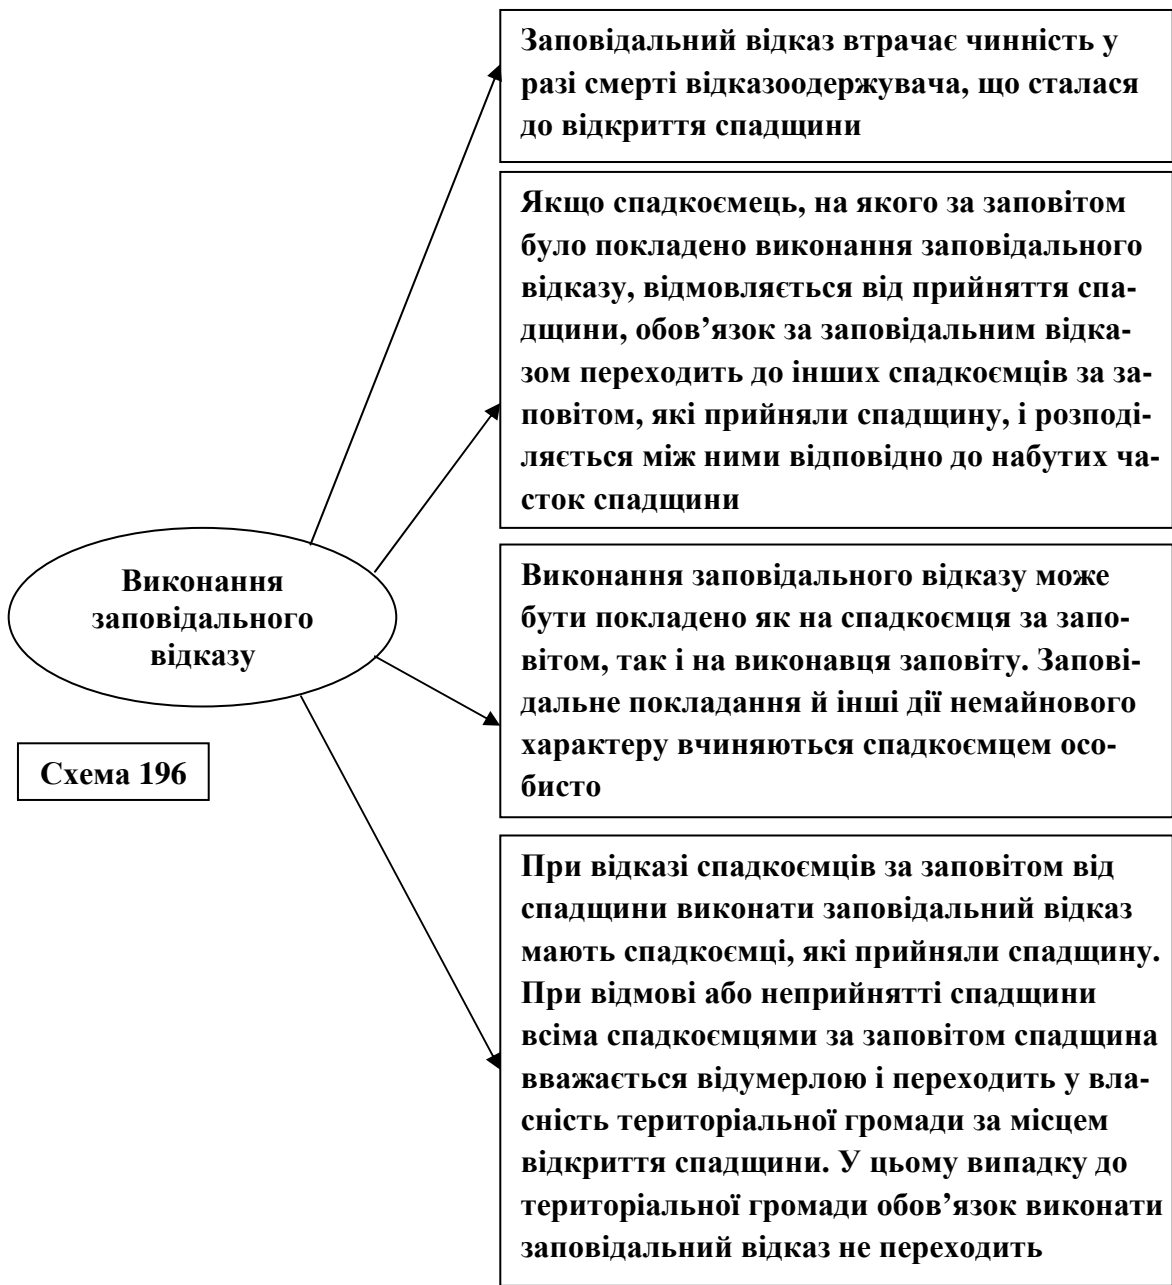 Заповідальний відказ втрачає чинність у
разі смерті відказоодержувача, що сталася
до відкриття спадщини
Якщо спадкоємець, на якого за заповітом
було покладено виконання заповідального
відказу, відмовляється від прийняття спа-
дщини, обов’язок за заповідальним відка-
зом переходить до інших спадкоємців за за-
повітом, які прийняли спадщину, і розподі-
ляється між ними відповідно до набутих ча-
сток спадщини
Виконання
заповідального
відказу
Виконання заповідального відказу може
бути покладено як на спадкоємця за запо-
вітом, так і на виконавця заповіту. Запові-
дальне покладання й інші дії немайнового
характеру вчиняються спадкоємцем осо-
бисто
Схема 196
При відказі спадкоємців за заповітом від
спадщини виконати заповідальний відказ
мають спадкоємці, які прийняли спадщину.
При відмові або неприйнятті спадщини
всіма спадкоємцями за заповітом спадщина
вважається відумерлою і переходить у вла-
сність територіальної громади за місцем
відкриття спадщини. У цьому випадку до
територіальної громади обов’язок виконати
заповідальний відказ не переходить